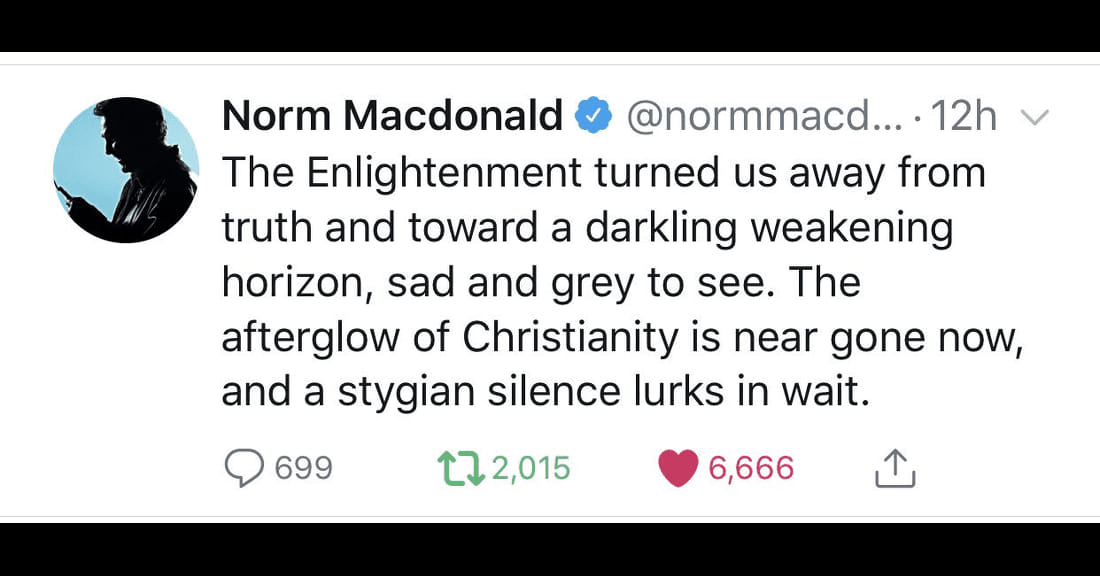 Norm Macdonald @normmacd... · 12h
The Enlightenment turned us away from
truth and toward a darkling weakening
horizon, sad and grey to see. The
afterglow of Christianity is near gone now,
and a stygian silence lurks in wait.
699 2,015 6,666